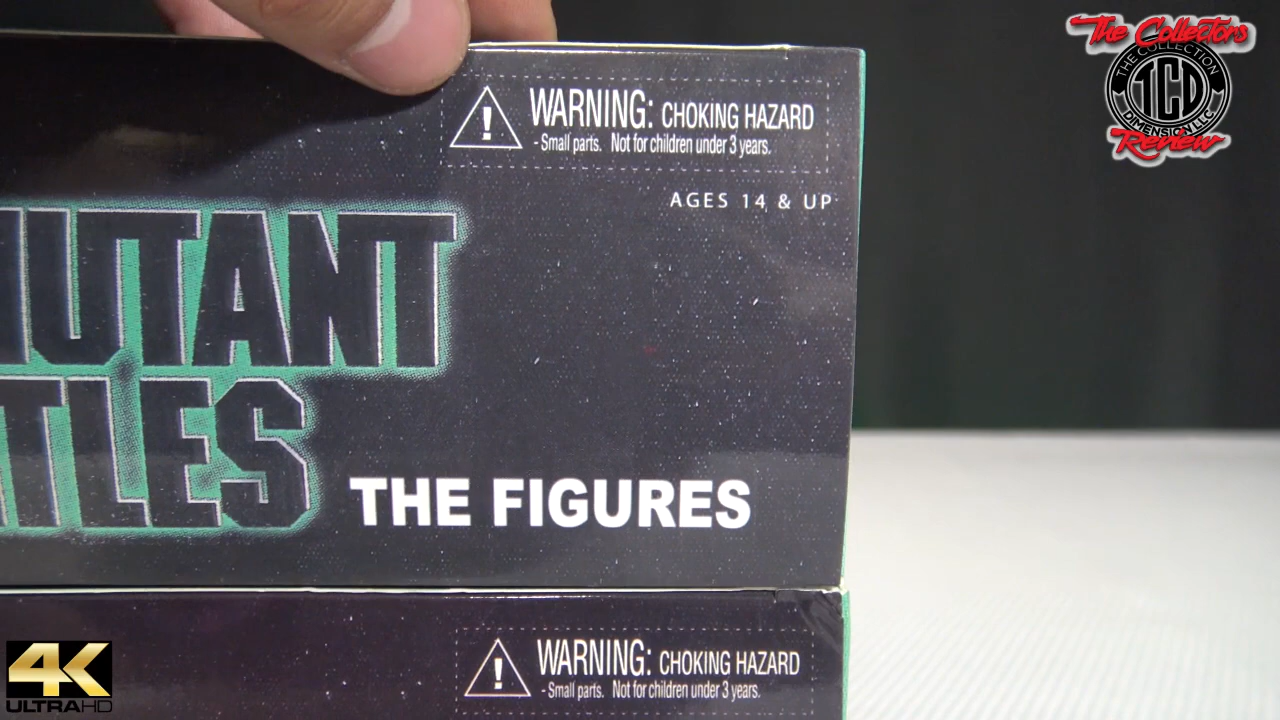 The Collectors
THE COLLECTION
TCD
DIMENSION LLC
Review
WARNING: CHOKING HAZARD
- Small parts. Not for children under 3 years.
AGES 14 & UP
MUTANT
TLES
THE FIGURES
WARNING: CHOKING HAZARD
- Small parts. Not for children under 3 years.
4K
ULTRAHD